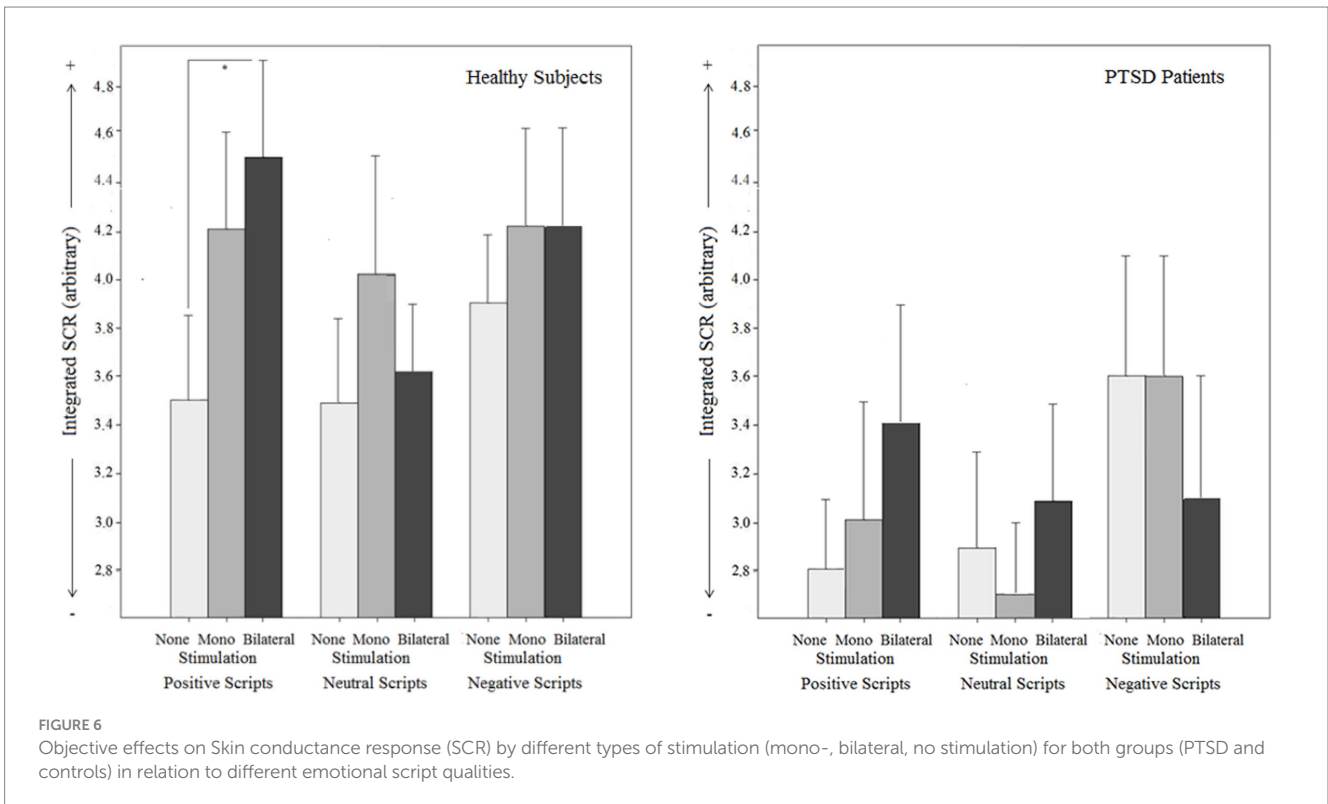 +
4.8
4.6
4.4
4.2
4.0
3.8
3.6
3.4
3.2
3.0
2.8
-
Integrated SCR (arbitrary)
Healthy Subjects
*
None Mono Bilateral None Mono Bilateral None Mono Bilateral
Stimulation Stimulation Stimulation
Positive Scripts Neutral Scripts Negative Scripts
+
4.8
4.6
4.4
4.2
4.0
3.8
3.6
3.4
3.2
3.0
2.8
-
Integrated SCR (arbitrary)
PTSD Patients
None Mono Bilateral None Mono Bilateral None Mono Bilateral
Stimulation Stimulation Stimulation
Positive Scripts Neutral Scripts Negative Scripts
FIGURE 6
Objective effects on Skin conductance response (SCR) by different types of stimulation (mono-, bilateral, no stimulation) for both groups (PTSD and
controls) in relation to different emotional script qualities.